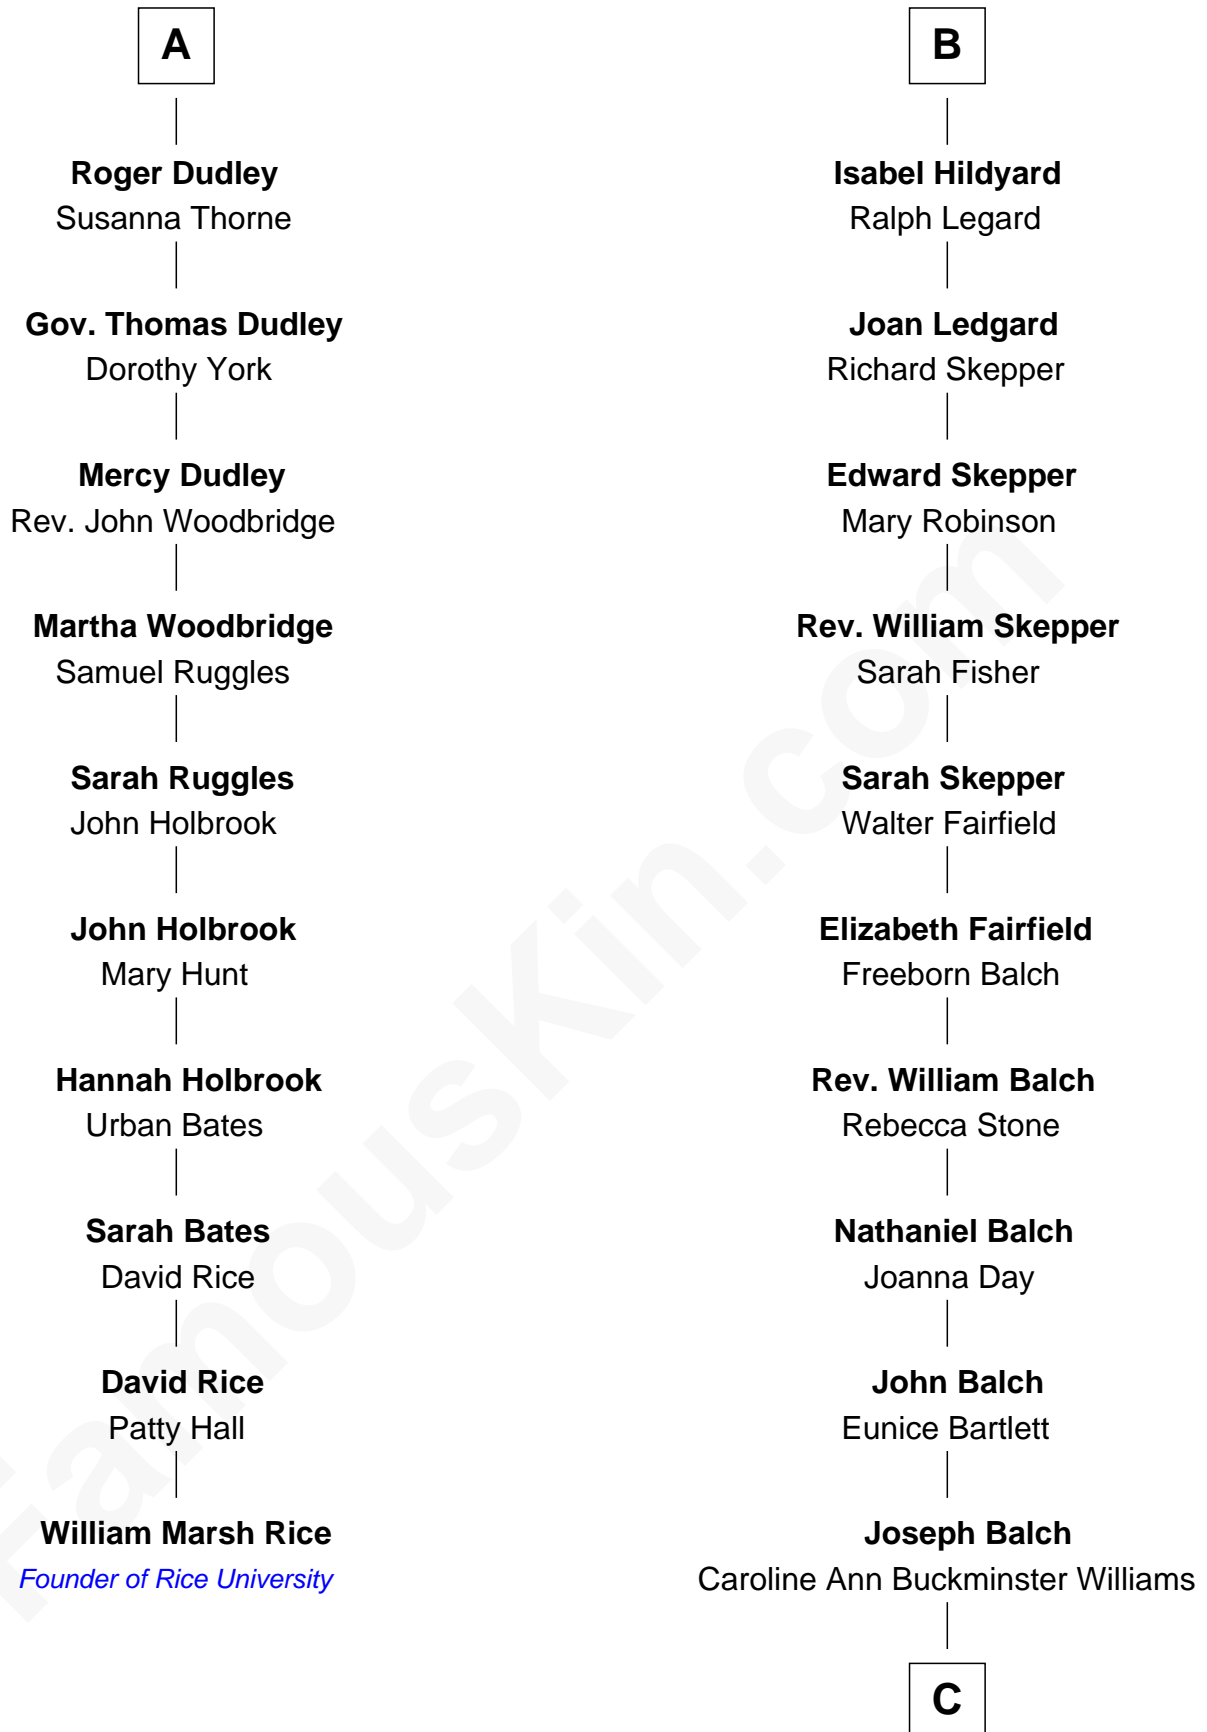 A
Roger Dudley
Susanna Thorne
Gov. Thomas Dudley
Dorothy York
Mercy Dudley
Rev. John Woodbridge
Martha Woodbridge
Samuel Ruggles
Sarah Ruggles
John Holbrook
John Holbrook
Mary Hunt
Hannah Holbrook
Urban Bates
Sarah Bates
David Rice
David Rice
Patty Hall
William Marsh Rice
Founder of Rice University
B
Isabel Hildyard
Ralph Legard
Joan Ledgard
Richard Skepper
Edward Skepper
Mary Robinson
Rev. William Skepper
Sarah Fisher
Sarah Skepper
Walter Fairfield
Elizabeth Fairfield
Freeborn Balch
Rev. William Balch
Rebecca Stone
Nathaniel Balch
Joanna Day
John Balch
Eunice Bartlett
Joseph Balch
Caroline Ann Buckminster Williams
C
FamousKin.com